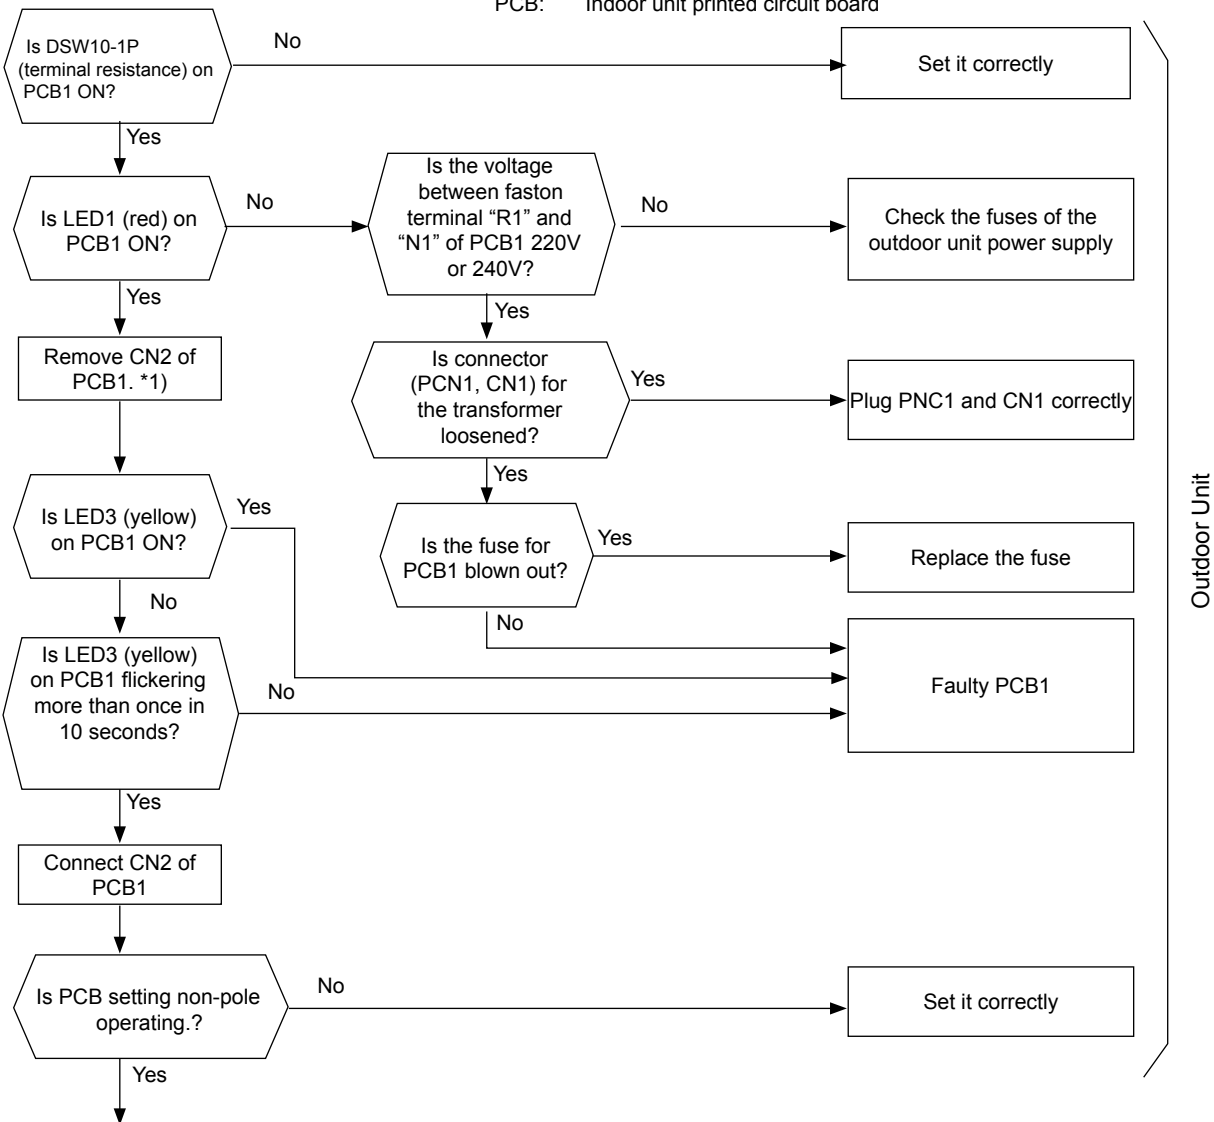 PCB: Indoor unit printed circuit board
Is DSW10-1P
(terminal resistance) on
PCB1 ON?
No
Set it correctly
Yes
Is LED1 (red) on
PCB1 ON?
No
Is the voltage
between faston
terminal “R1” and
“N1” of PCB1 220V
or 240V?
No
Check the fuses of the
outdoor unit power supply
Yes
Yes
Remove CN2 of
PCB1. *1)
Is connector
(PCN1, CN1) for
the transformer
loosened?
Yes
Plug PNC1 and CN1 correctly
Yes
Is LED3 (yellow)
on PCB1 ON?
Yes
Is the fuse for
PCB1 blown out?
Yes
Replace the fuse
No
No
Is LED3 (yellow)
on PCB1 flickering
more than once in
10 seconds?
No
Faulty PCB1
Yes
Connect CN2 of
PCB1
Is PCB setting non-pole
operating.?
No
Set it correctly
Yes
Outdoor Unit